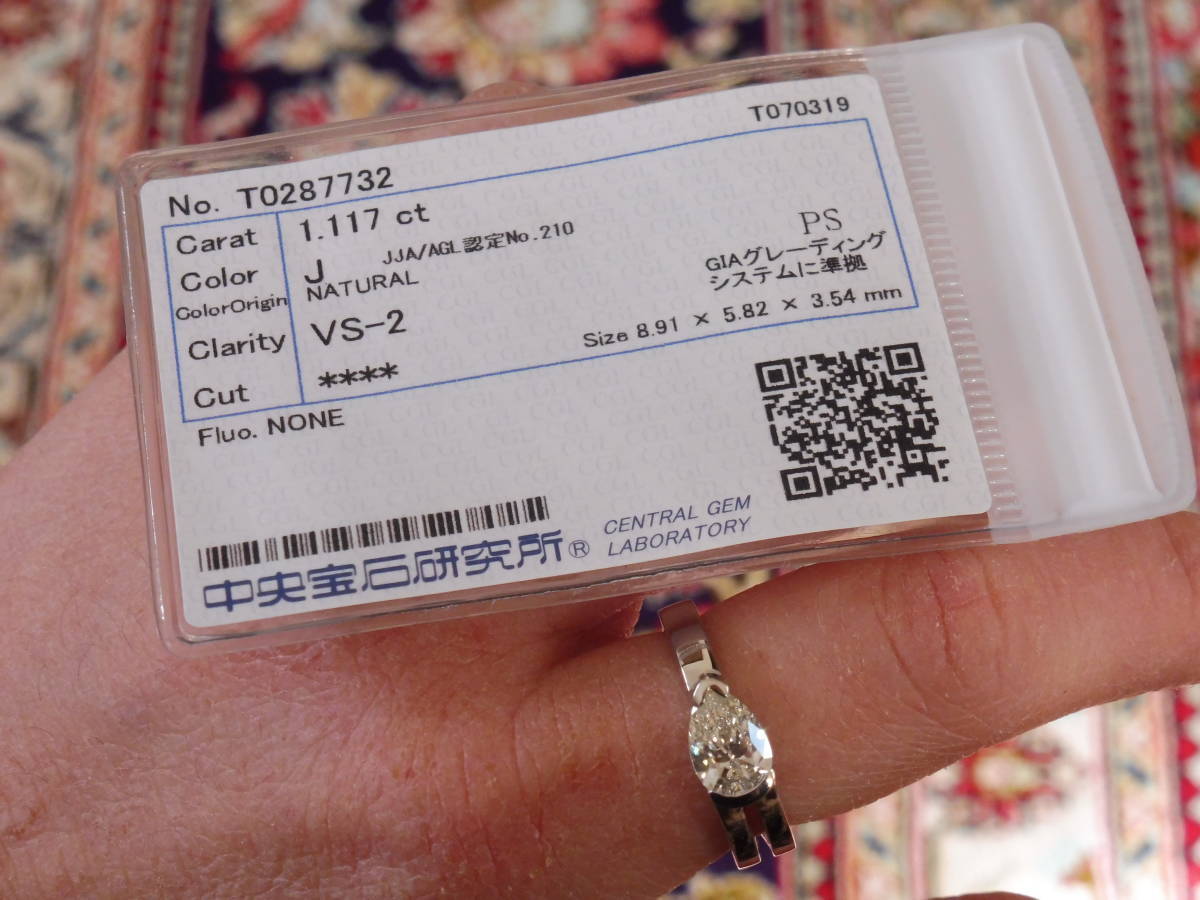 T070319
No. T0287732
Carat 1.117 ct
Color J JJA/AGL認定No.210 PS
ColorOrigin NATURAL GIAグレーディング
システムに準拠
Clarity VS-2 Size 8.91 × 5.82 × 3.54 mm
Cut ****
Fluo. NONE
中央宝石研究所® CENTRAL GEM
LABORATORY